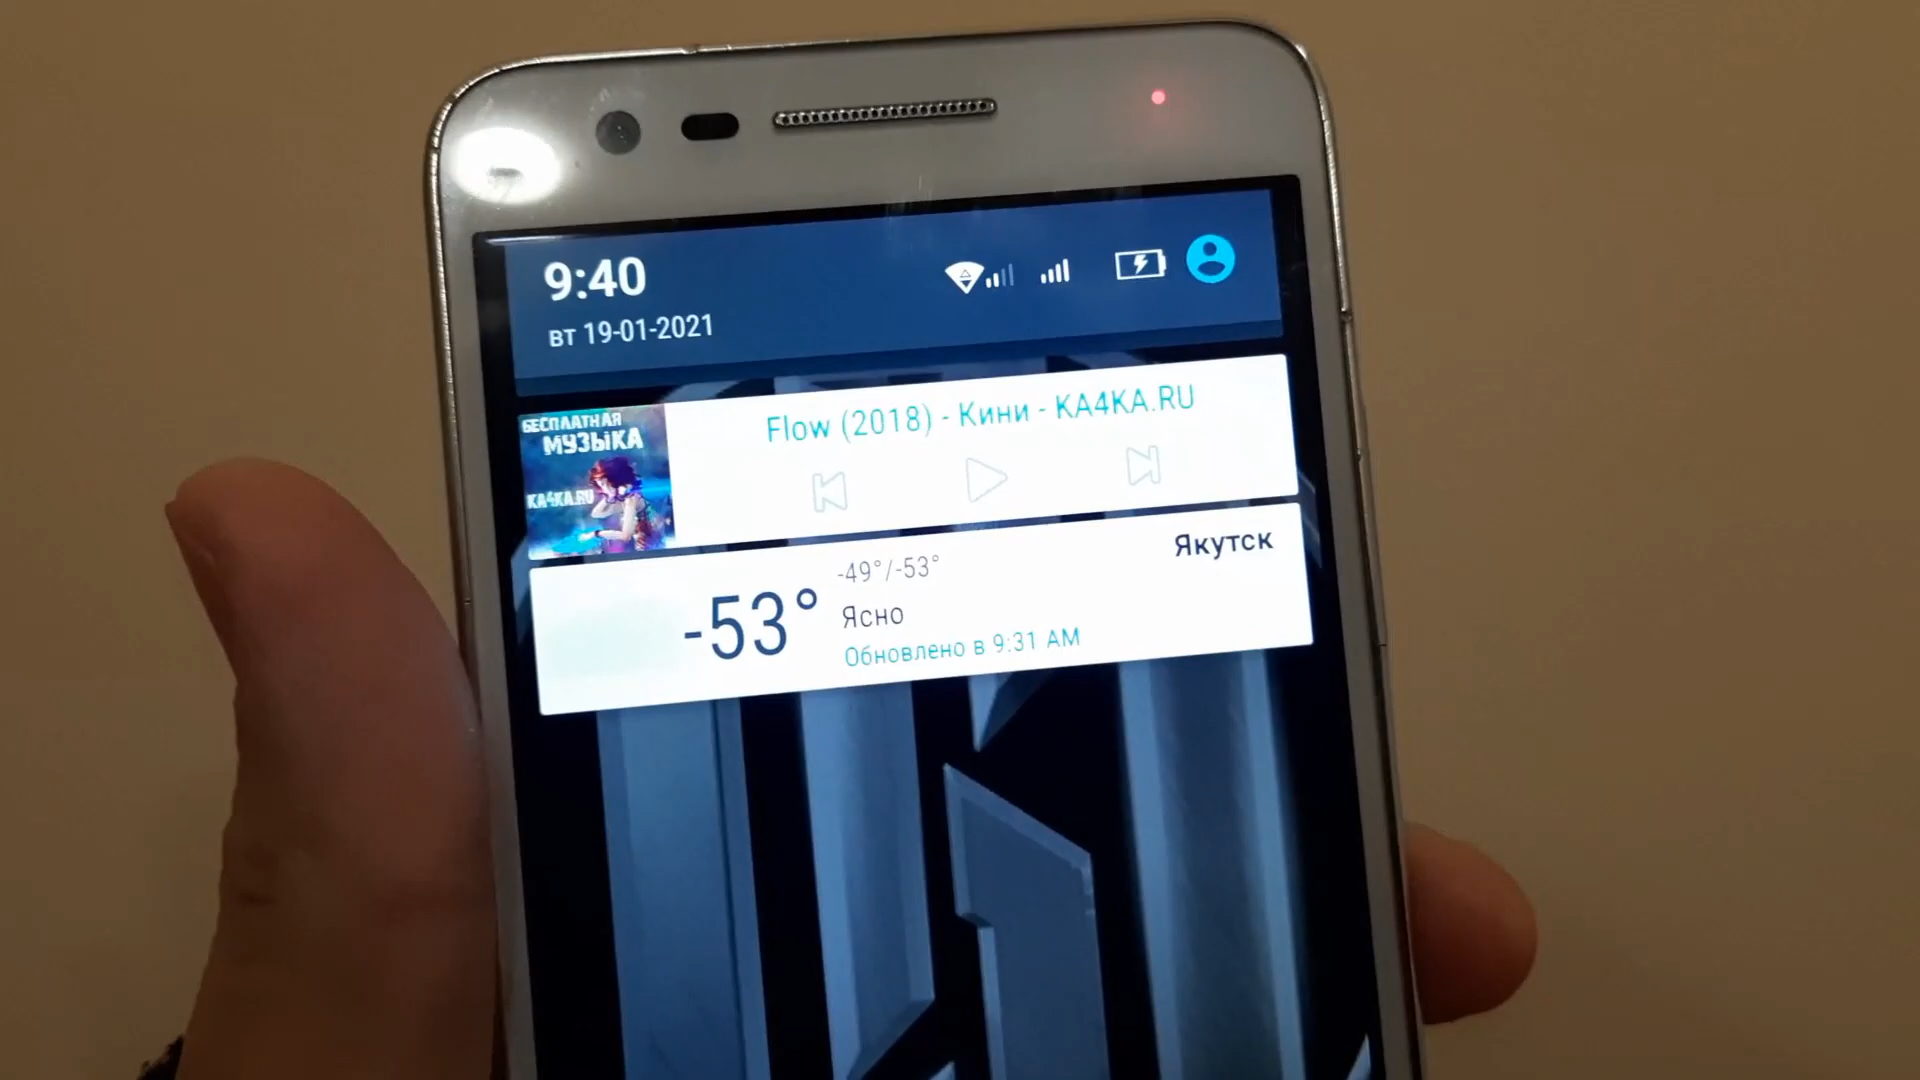 9:40
вт 19-01-2021
БЕСПЛАТНАЯ
МУЗЫКА
KA4KA.RU
Flow (2018) - Кини - KA4KA.RU
-53°
-49°/-53°
Ясно
Обновлено в 9:31 AM
Якутск